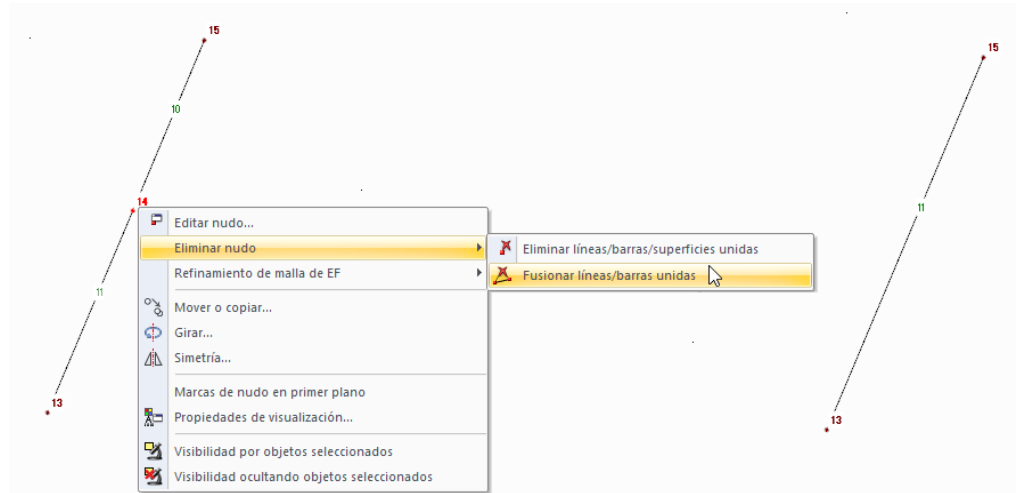 15
10
14
11
13
Editar nudo...
Eliminar nudo
Refinamiento de malla de EF
Mover o copiar...
Girar...
Simetría...
Marcas de nudo en primer plano
Propiedades de visualización...
Visibilidad por objetos seleccionados
Visibilidad ocultando objetos seleccionados
Eliminar líneas/barras/superficies unidas
Fusionar líneas/barras unidas
15
11
13